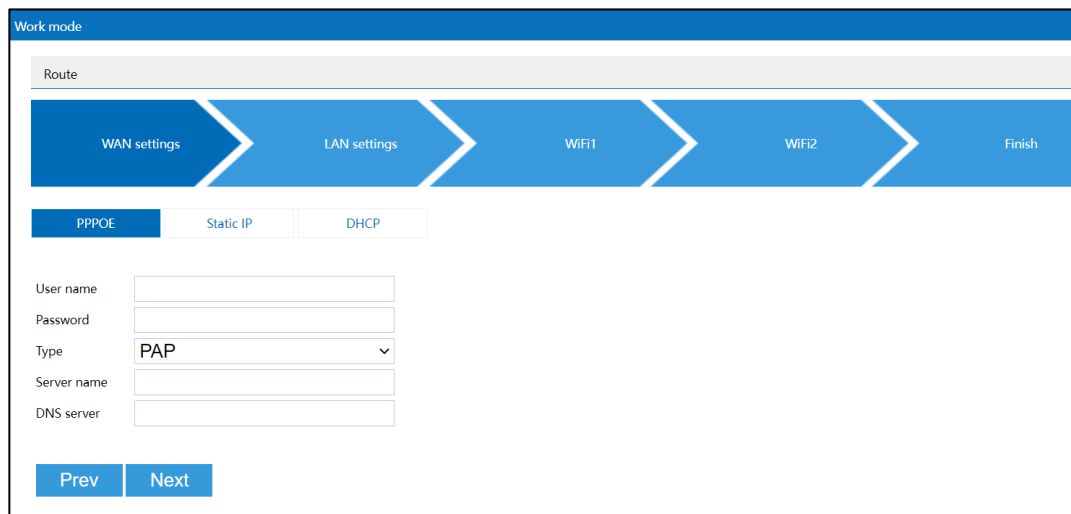 Work mode
Route
WAN settings LAN settings WiFi1 WiFi2 Finish
PPPOE Static IP DHCP
User name
Password
Type PAP
Server name
DNS server
Prev Next